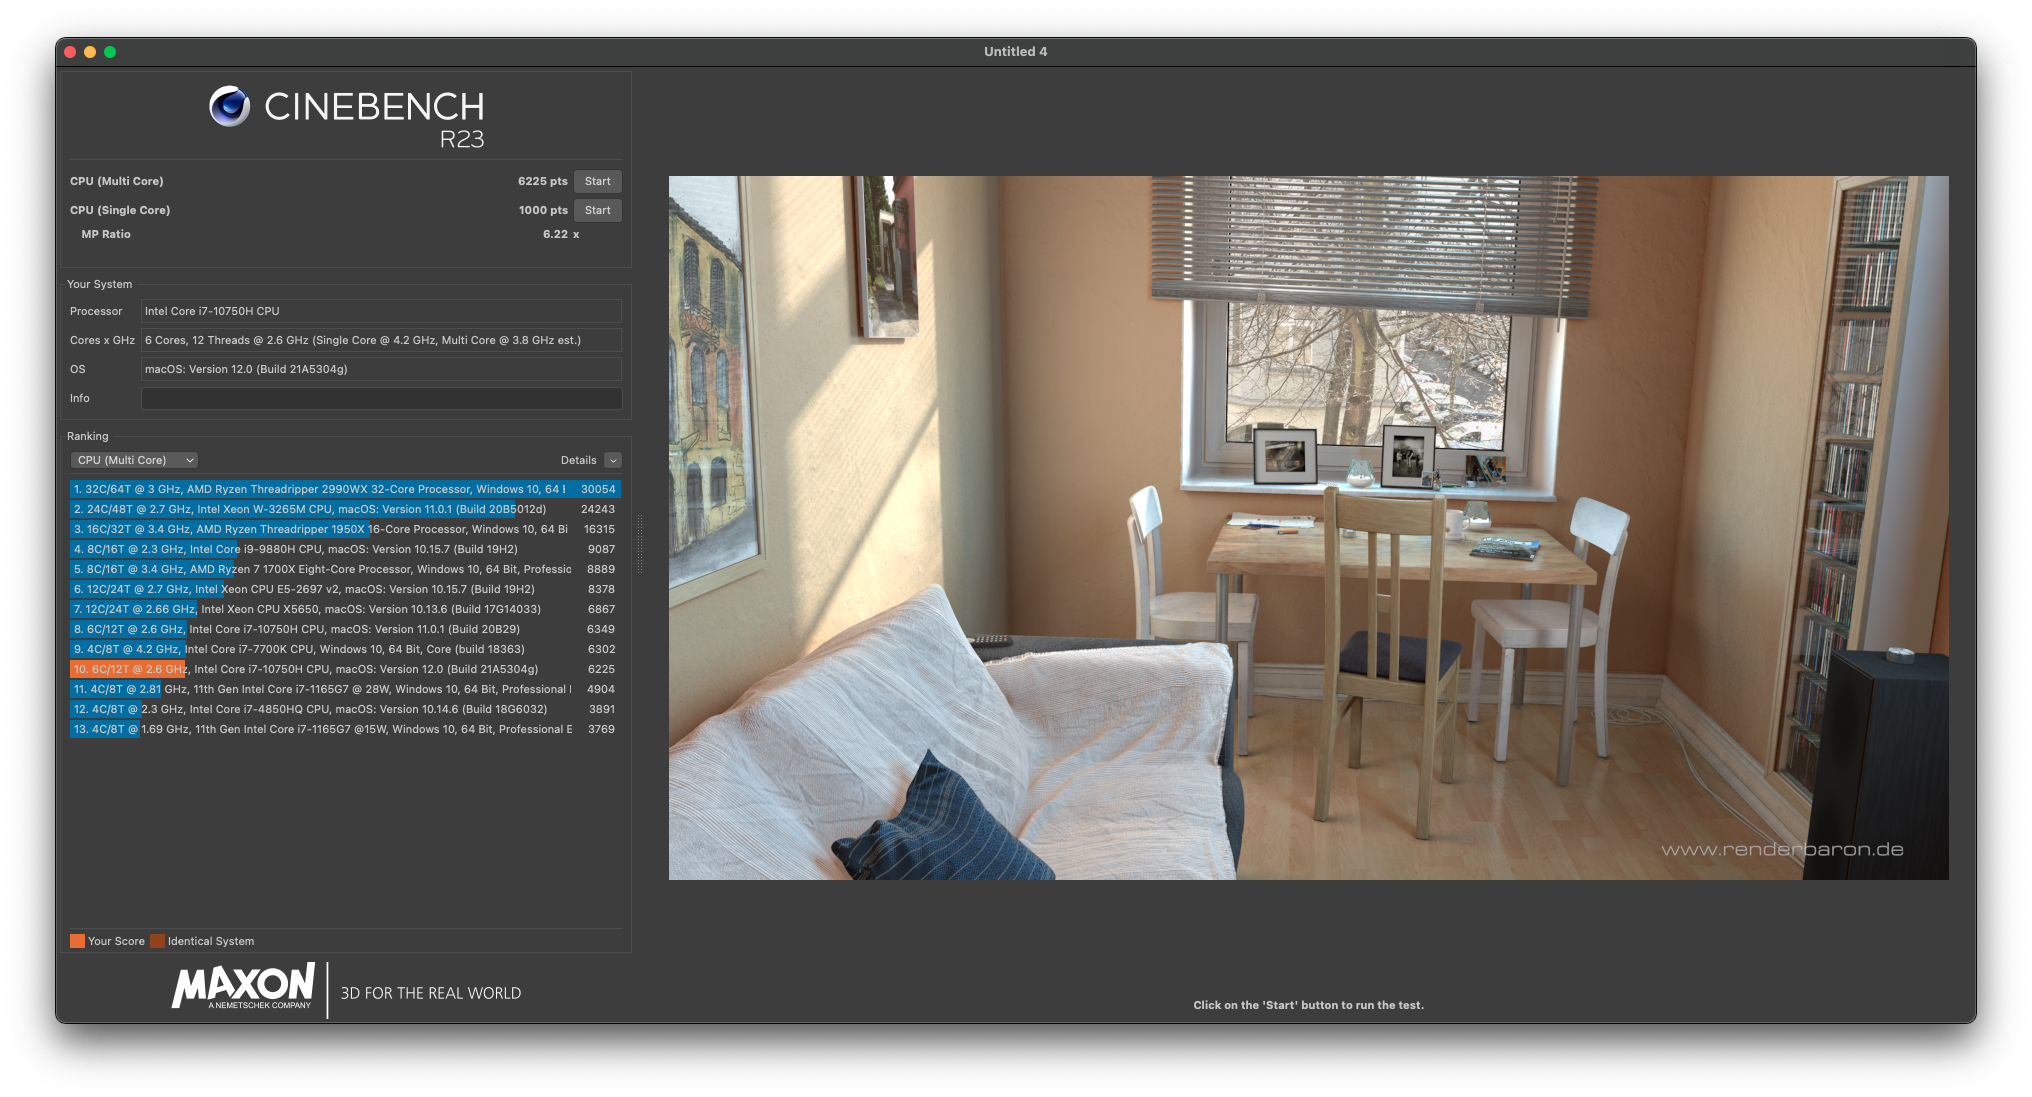 Untitled 4
CINEBENCH
R23
CPU (Multi Core) 6225 pts Start
CPU (Single Core) 1000 pts Start
MP Ratio 6.22 x
Your System
Processor Intel Core i7-10750H CPU
Cores x GHz 6 Cores, 12 Threads @ 2.6 GHz (Single Core @ 4.2 GHz, Multi Core @ 3.8 GHz est.)
OS macOS: Version 12.0 (Build 21A5304g)
Info
Ranking
CPU (Multi Core) Details
1. 32C/64T @ 3 GHz, AMD Ryzen Threadripper 2990WX 32-Core Processor, Windows 10, 64 30054
2. 24C/48T @ 2.7 GHz, Intel Xeon W-3265M CPU, macOS: Version 11.0.1 (Build 20B5012d) 24243
3. 16C/32T @ 3.4 GHz, AMD Ryzen Threadripper 1950X 16-Core Processor, Windows 10, 64 Bi 16315
4. 8C/16T @ 2.3 GHz, Intel Core i9-9880H CPU, macOS: Version 10.15.7 (Build 19H2) 9087
5. 8C/16T @ 3.4 GHz, AMD Ryzen 7 1700X Eight-Core Processor, Windows 10, 64 Bit, Professio 8889
6. 12C/24T @ 2.7 GHz, Intel Xeon CPU E5-2697 v2, macOS: Version 10.15.7 (Build 19H2) 8378
7. 12C/24T @ 2.66 GHz, Intel Xeon CPU X5650, macOS: Version 10.13.6 (Build 17G14033) 6867
8. 6C/12T @ 2.6 GHz, Intel Core i7-10750H CPU, macOS: Version 11.0.1 (Build 20B29) 6349
9. 4C/8T @ 4.2 GHz, Intel Core i7-7700K CPU, Windows 10, 64 Bit, Core (build 18363) 6302
10. 6C/12T @ 2.6 GHz, Intel Core i7-10750H CPU, macOS: Version 12.0 (Build 21A5304g) 6225
11. 4C/8T @ 2.81 GHz, 11th Gen Intel Core i7-1165G7 @ 28W, Windows 10, 64 Bit, Professional 4904
12. 4C/8T @ 2.3 GHz, Intel Core i7-4850HQ CPU, macOS: Version 10.14.6 (Build 18G6032) 3891
13. 4C/8T @ 1.69 GHz, 11th Gen Intel Core i7-1165G7 @15W, Windows 10, 64 Bit, Professional E 3769
www.renderbaron.de
Your Score Identical System
MAXON
A NEMETSCHEK COMPANY
3D FOR THE REAL WORLD
Click on the 'Start' button to run the test.